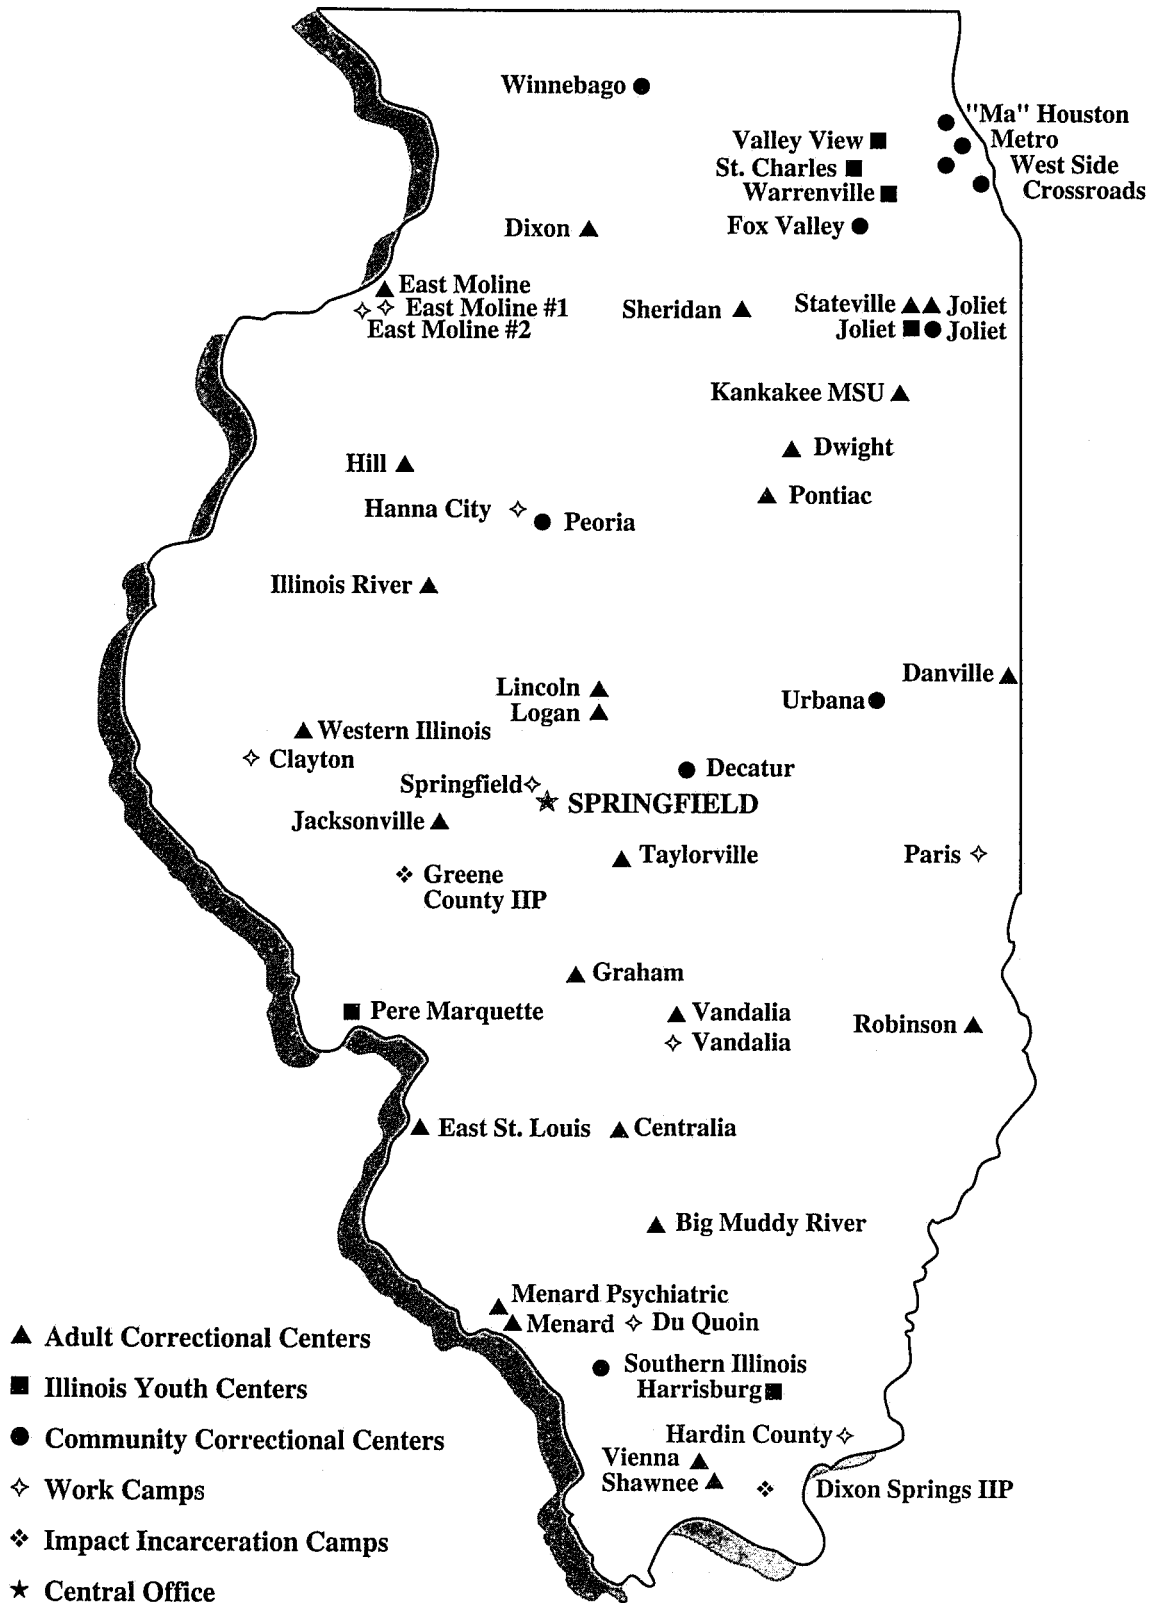 Winnebago
"Ma" Houston
Metro
West Side
Crossroads
Valley View
St. Charles
Warrenville
Fox Valley
Dixon
East Moline
East Moline #1
East Moline #2
Sheridan
Stateville Joliet
Joliet Joliet
Kankakee MSU
Dwight
Hill
Pontiac
Hanna City
Peoria
Illinois River
Danville
Lincoln
Urbana
Logan
Western Illinois
Clayton
Decatur
Springfield
SPRINGFIELD
Jacksonville
Taylorville
Paris
Greene
County IIP
Graham
Pere Marquette
Vandalia
Robinson
Vandalia
East St. Louis
Centralia
Big Muddy River
Menard Psychiatric
Menard
Du Quoin
Southern Illinois
Harrisburg
Hardin County
Vienna
Shawnee
Dixon Springs IIP
Adult Correctional Centers
Illinois Youth Centers
Community Correctional Centers
Work Camps
Impact Incarceration Camps
Central Office